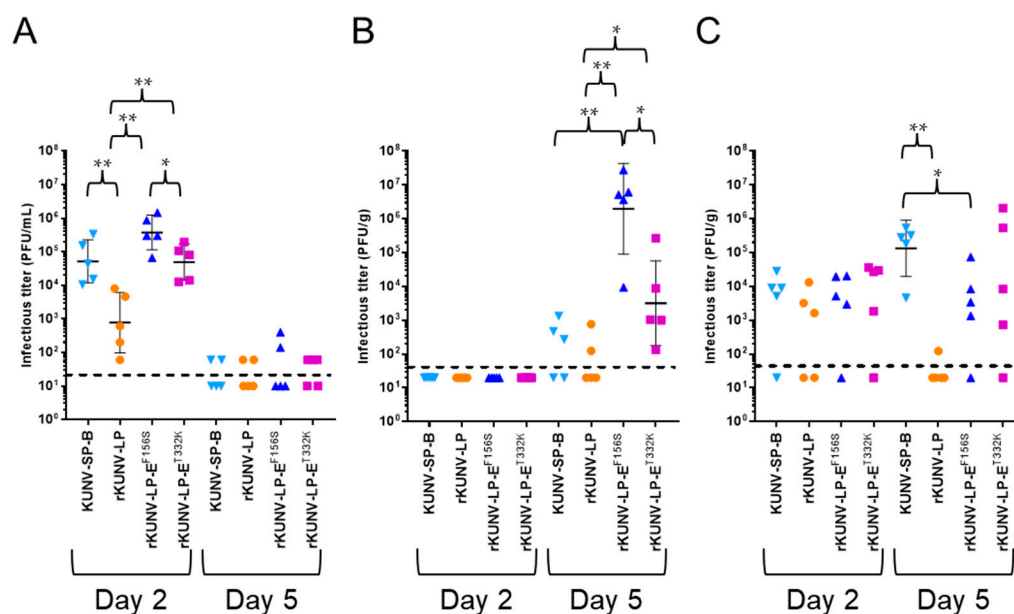 A
B
C
**
**
**
*
*
**
**
*
**
*
Infectious titer (PFU/mL)
10⁸
10⁷
10⁶
10⁵
10⁴
10³
10²
10¹
10⁰
KUNV-SP-B
rKUNV-LP
rKUNV-LP-E^F156S
rKUNV-LP-E^T332K
KUNV-SP-B
rKUNV-LP
rKUNV-LP-E^F156S
rKUNV-LP-E^T332K
Day 2
Day 5
Infectious titer (PFU/g)
10⁸
10⁷
10⁶
10⁵
10⁴
10³
10²
10¹
10⁰
KUNV-SP-B
rKUNV-LP
rKUNV-LP-E^F156S
rKUNV-LP-E^T332K
KUNV-SP-B
rKUNV-LP
rKUNV-LP-E^F156S
rKUNV-LP-E^T332K
Day 2
Day 5
Infectious titer (PFU/g)
10⁸
10⁷
10⁶
10⁵
10⁴
10³
10²
10¹
10⁰
KUNV-SP-B
rKUNV-LP
rKUNV-LP-E^F156S
rKUNV-LP-E^T332K
KUNV-SP-B
rKUNV-LP
rKUNV-LP-E^F156S
rKUNV-LP-E^T332K
Day 2
Day 5